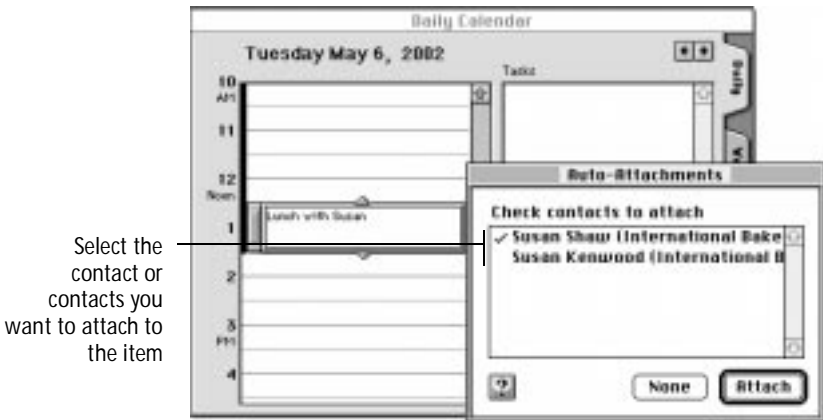 Daily Calendar
Tuesday May 6, 2002
Tasks
Daily
10
AM
11
12
Noon
1
2
3
PM
4
Lunch with Susan
Auto-Attachments
Check contacts to attach
✓ Susan Shaw (International Bake
Susan Kenwood (International B
?
None
Attach
Select the
contact or
contacts you
want to attach to
the item